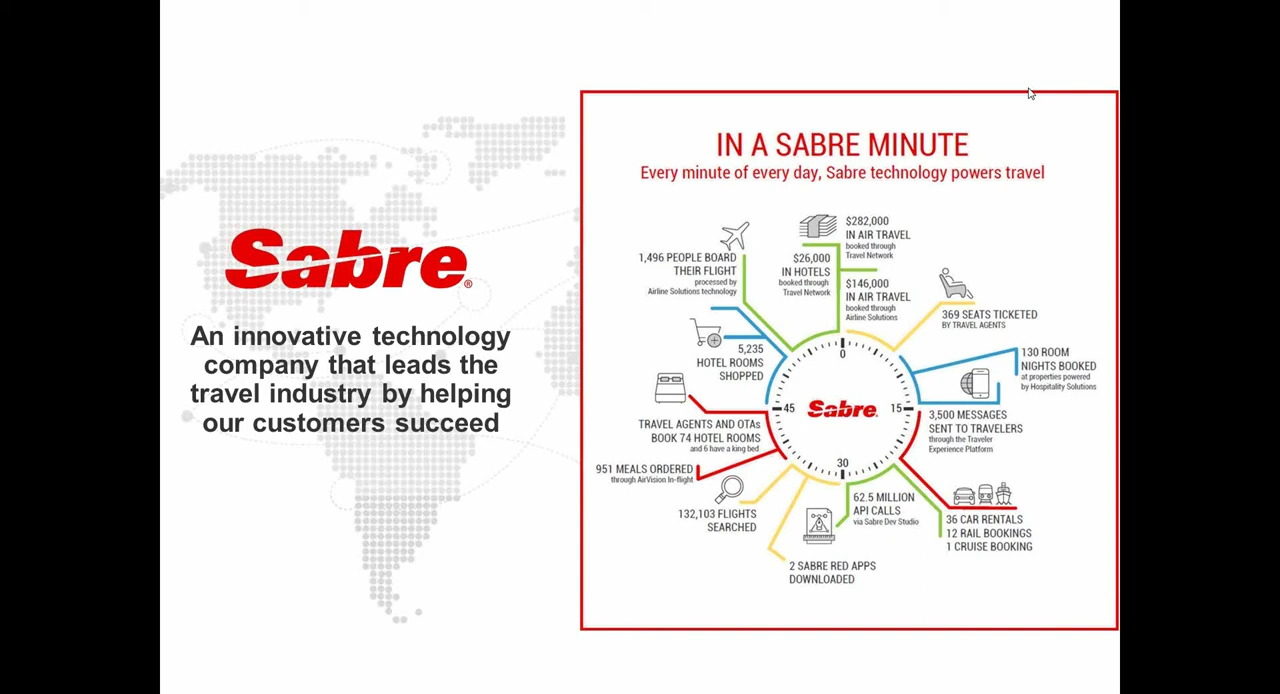 Sabre®
An innovative technology
company that leads the
travel industry by helping
our customers succeed
IN A SABRE MINUTE
Every minute of every day, Sabre technology powers travel
$282,000
IN AIR TRAVEL
booked through
Travel Network
$26,000
IN HOTELS
booked through
Travel Network
$146,000
IN AIR TRAVEL
booked through
Airline Solutions
1,496 PEOPLE BOARD
THEIR FLIGHT
processed by
Airline Solutions technology
369 SEATS TICKETED
BY TRAVEL AGENTS
5,235
HOTEL ROOMS
SHOPPED
130 ROOM
NIGHTS BOOKED
at properties powered
by Hospitality Solutions
0
45
Sabre
15
30
TRAVEL AGENTS AND OTAs
BOOK 74 HOTEL ROOMS
and 6 have a king bed
3,500 MESSAGES
SENT TO TRAVELERS
through the Traveler
Experience Platform
951 MEALS ORDERED
through AirVision In-flight
132,103 FLIGHTS
SEARCHED
62.5 MILLION
API CALLS
via Sabre Dev Studio
36 CAR RENTALS
12 RAIL BOOKINGS
1 CRUISE BOOKING
2 SABRE RED APPS
DOWNLOADED